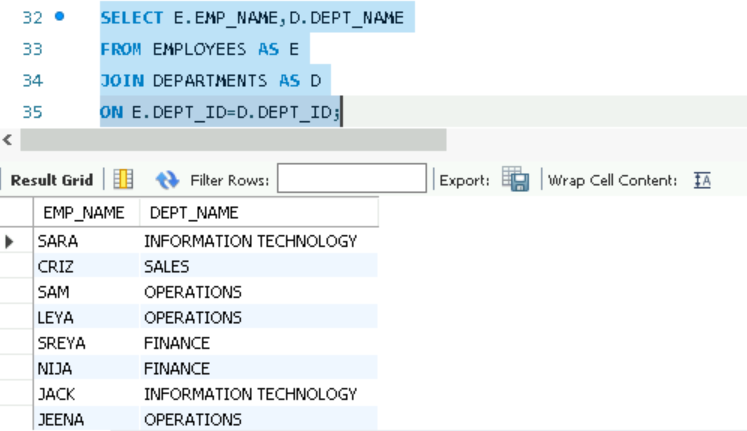 32 SELECT E.EMP_NAME,D.DEPT_NAME
33 FROM EMPLOYEES AS E
34 JOIN DEPARTMENTS AS D
35 ON E.DEPT_ID=D.DEPT_ID;
Result Grid Filter Rows: Export: Wrap Cell Content:
EMP_NAME DEPT_NAME
SARA INFORMATION TECHNOLOGY
CRIZ SALES
SAM OPERATIONS
LEYA OPERATIONS
SREYA FINANCE
NIJA FINANCE
JACK INFORMATION TECHNOLOGY
JEENA OPERATIONS